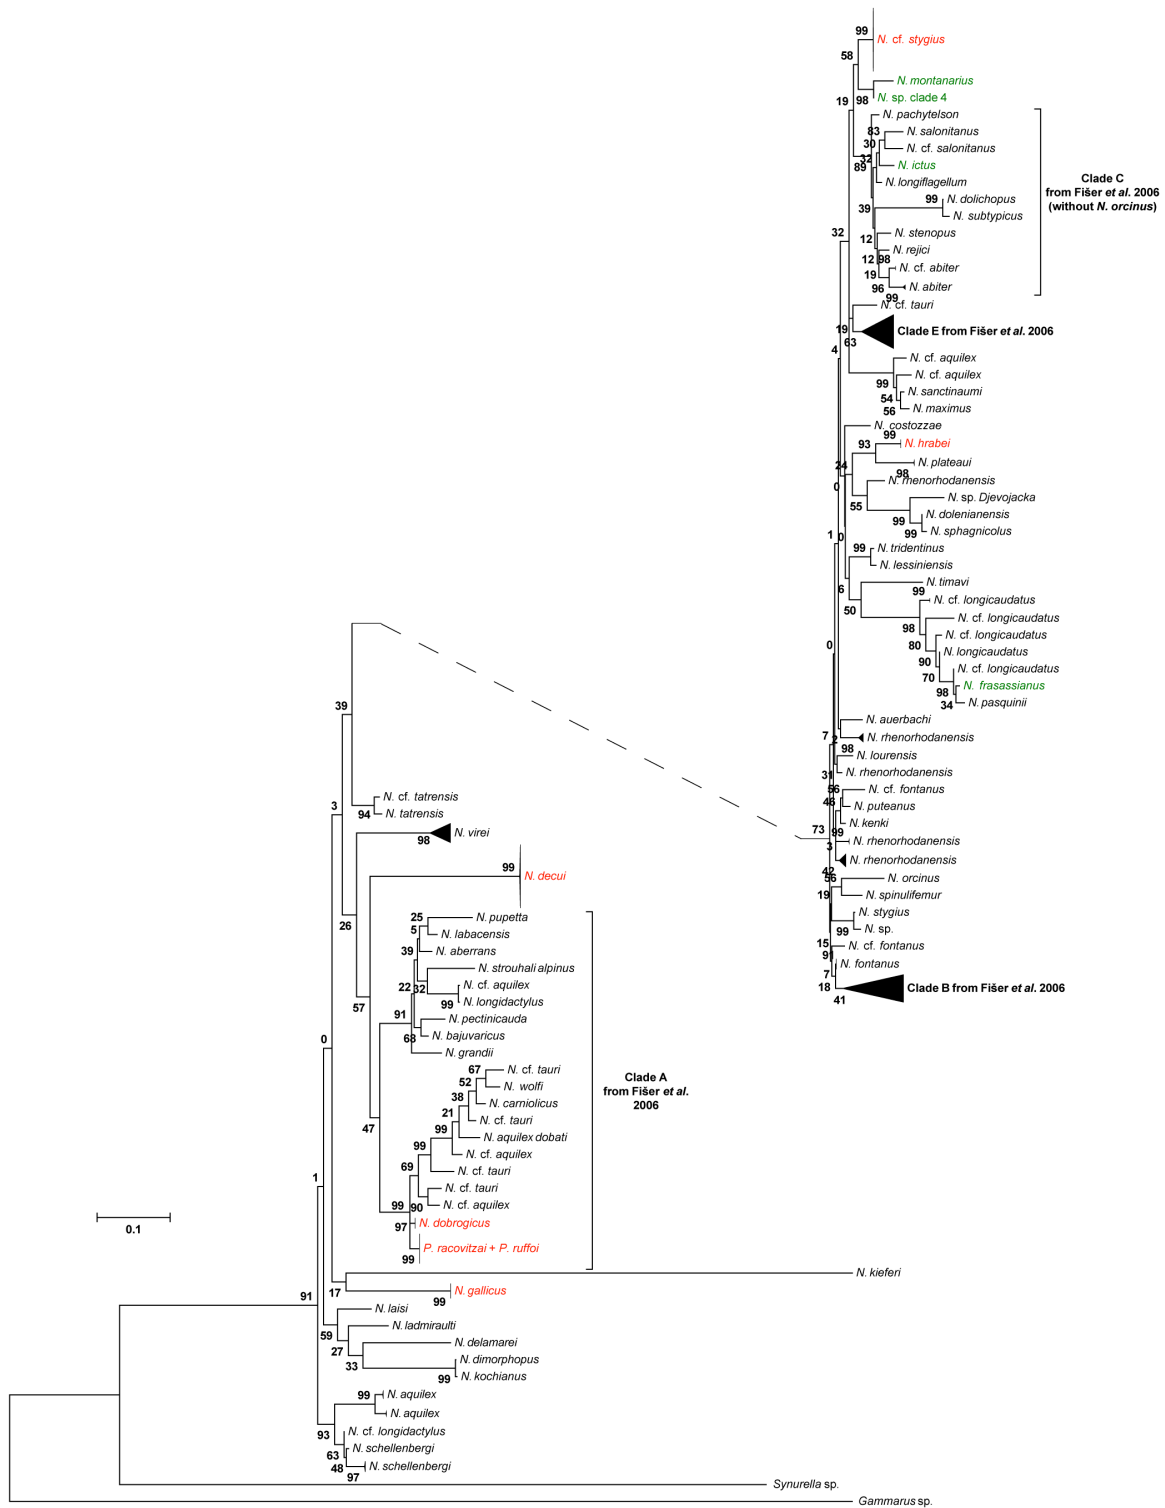 99
N. cf. stygius
58
N. montanarius
19
98
N. sp. clade 4
N. pachytelson
83
N. salonitanus
30
N. cf. salonitanus
32
89
N. ictus
N. longiflagellum
Clade C
from Fišer et al. 2006
(without N. orcinus)
99
N. dolichopus
39
N. subtypicus
32
N. stenopus
12
N. rejici
12
98
N. cf. abiter
19
96
N. abiter
99
N. cf. tauri
19
Clade E from Fišer et al. 2006
63
4
N. cf. aquilex
99
N. cf. aquilex
54
N. sanctinaumi
56
N. maximus
N. costozzae
99
93
N. hrabei
24
N. plateaui
98
0
N. rhenorhodanensis
55
N. sp. Djevojacka
99
N. dolenianensis
99
N. sphagnicolus
1
0
99
N. tridentinus
N. lessiniensis
6
N. timavi
99
50
N. cf. longicaudatus
98
N. cf. longicaudatus
80
N. cf. longicaudatus
0
90
N. longicaudatus
70
N. cf. longicaudatus
98
N. frasassianus
34
N. pasquinii
39
N. auerbachi
7
2
N. rhenorhodanensis
98
N. lourensis
31
N. rhenorhodanensis
56
N. cf. fontanus
46
N. puteanus
73
99
N. kenki
3
N. rhenorhodanensis
N. rhenorhodanensis
42
56
N. orcinus
19
N. spinulifemur
N. stygius
99
N. sp.
15
N. cf. fontanus
91
N. fontanus
7
18
Clade B from Fišer et al. 2006
41
N. cf. tatrensis
3
94
N. tatrensis
98
N. virei
99
N. decui
26
25
N. pupetta
5
N. labacensis
39
N. aberrans
22
32
N. strouhali alpinus
N. cf. aquilex
57
99
N. longidactylus
91
N. pectinicauda
68
N. bajuvaricus
0
N. grandii
67
N. cf. tauri
52
N. wolfi
38
N. carniolicus
Clade A
from Fišer et al.
2006
21
N. cf. tauri
47
99
N. aquilex dobati
99
N. cf. aquilex
69
N. cf. tauri
1
N. cf. tauri
99
90
N. cf. aquilex
97
N. dobrogicus
0.1
99
P. racovitzai + P. ruffoi
N. kieferi
17
99
N. gallicus
91
N. laisi
59
N. ladmiraulti
27
N. delamarei
33
N. dimorphopus
99
N. kochianus
99
N. aquilex
N. aquilex
93
N. cf. longidactylus
63
N. schellenbergi
48
N. schellenbergi
97
Synurella sp.
Gammarus sp.